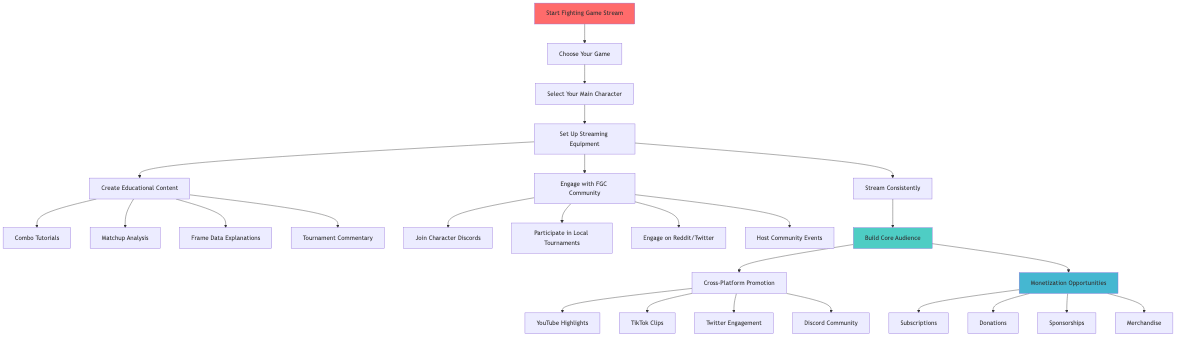 Start Fighting Game Stream
Choose Your Game
Select Your Main Character
Set Up Streaming
Equipment
Create Educational Content
Engage with FGC
Community
Stream Consistently
Combo Tutorials
Matchup Analysis
Frame Data Explanations
Tournament Commentary
Join Character Discords
Participate in Local
Tournaments
Engage on Reddit/Twitter
Host Community Events
Build Core Audience
Cross-Platform Promotion
Monetization Opportunities
YouTube Highlights
TikTok Clips
Twitter Engagement
Discord Community
Subscriptions
Donations
Sponsorships
Merchandise